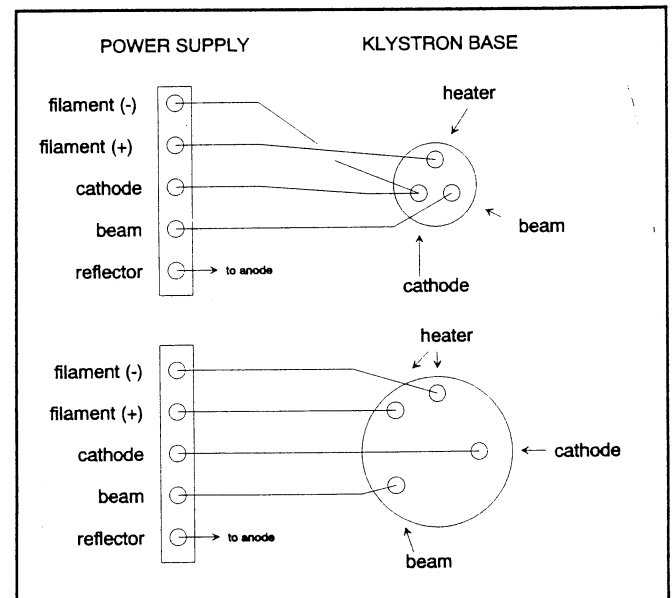 POWER SUPPLY KLYSTRON BASE
heater
filament (-)
filament (+)
cathode
beam
beam
reflector to anode
cathode
heater
filament (-)
filament (+)
cathode cathode
beam
reflector to anode
beam